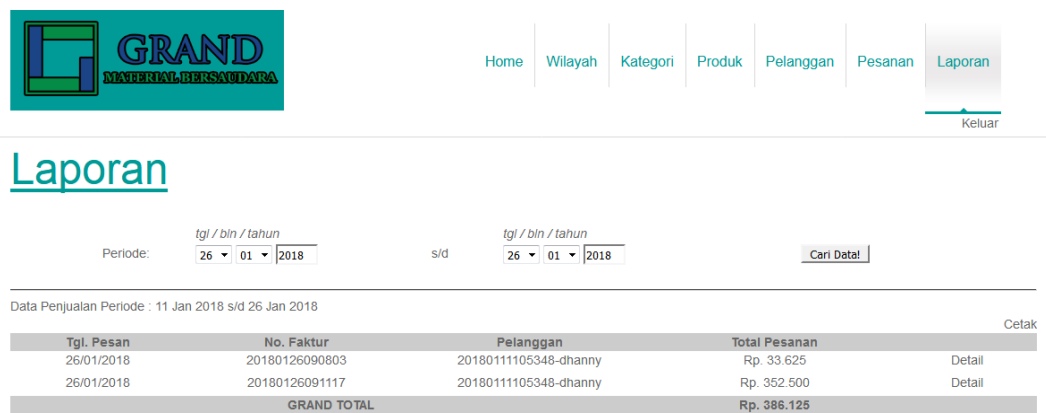 GRAND
MATERIAL BERSAUDARA
Home Wilayah Kategori Produk Pelanggan Pesanan Laporan
Keluar
Laporan
tgl / bln / tahun tgl / bln / tahun
Periode: 26 01 2018 s/d 26 01 2018 Cari Data!
Data Penjualan Periode : 11 Jan 2018 s/d 26 Jan 2018
Cetak
Tgl. Pesan No. Faktur Pelanggan Total Pesanan
26/01/2018 20180126090803 20180111105348-dhanny Rp. 33.625 Detail
26/01/2018 20180126091117 20180111105348-dhanny Rp. 352.500 Detail
GRAND TOTAL Rp. 386.125